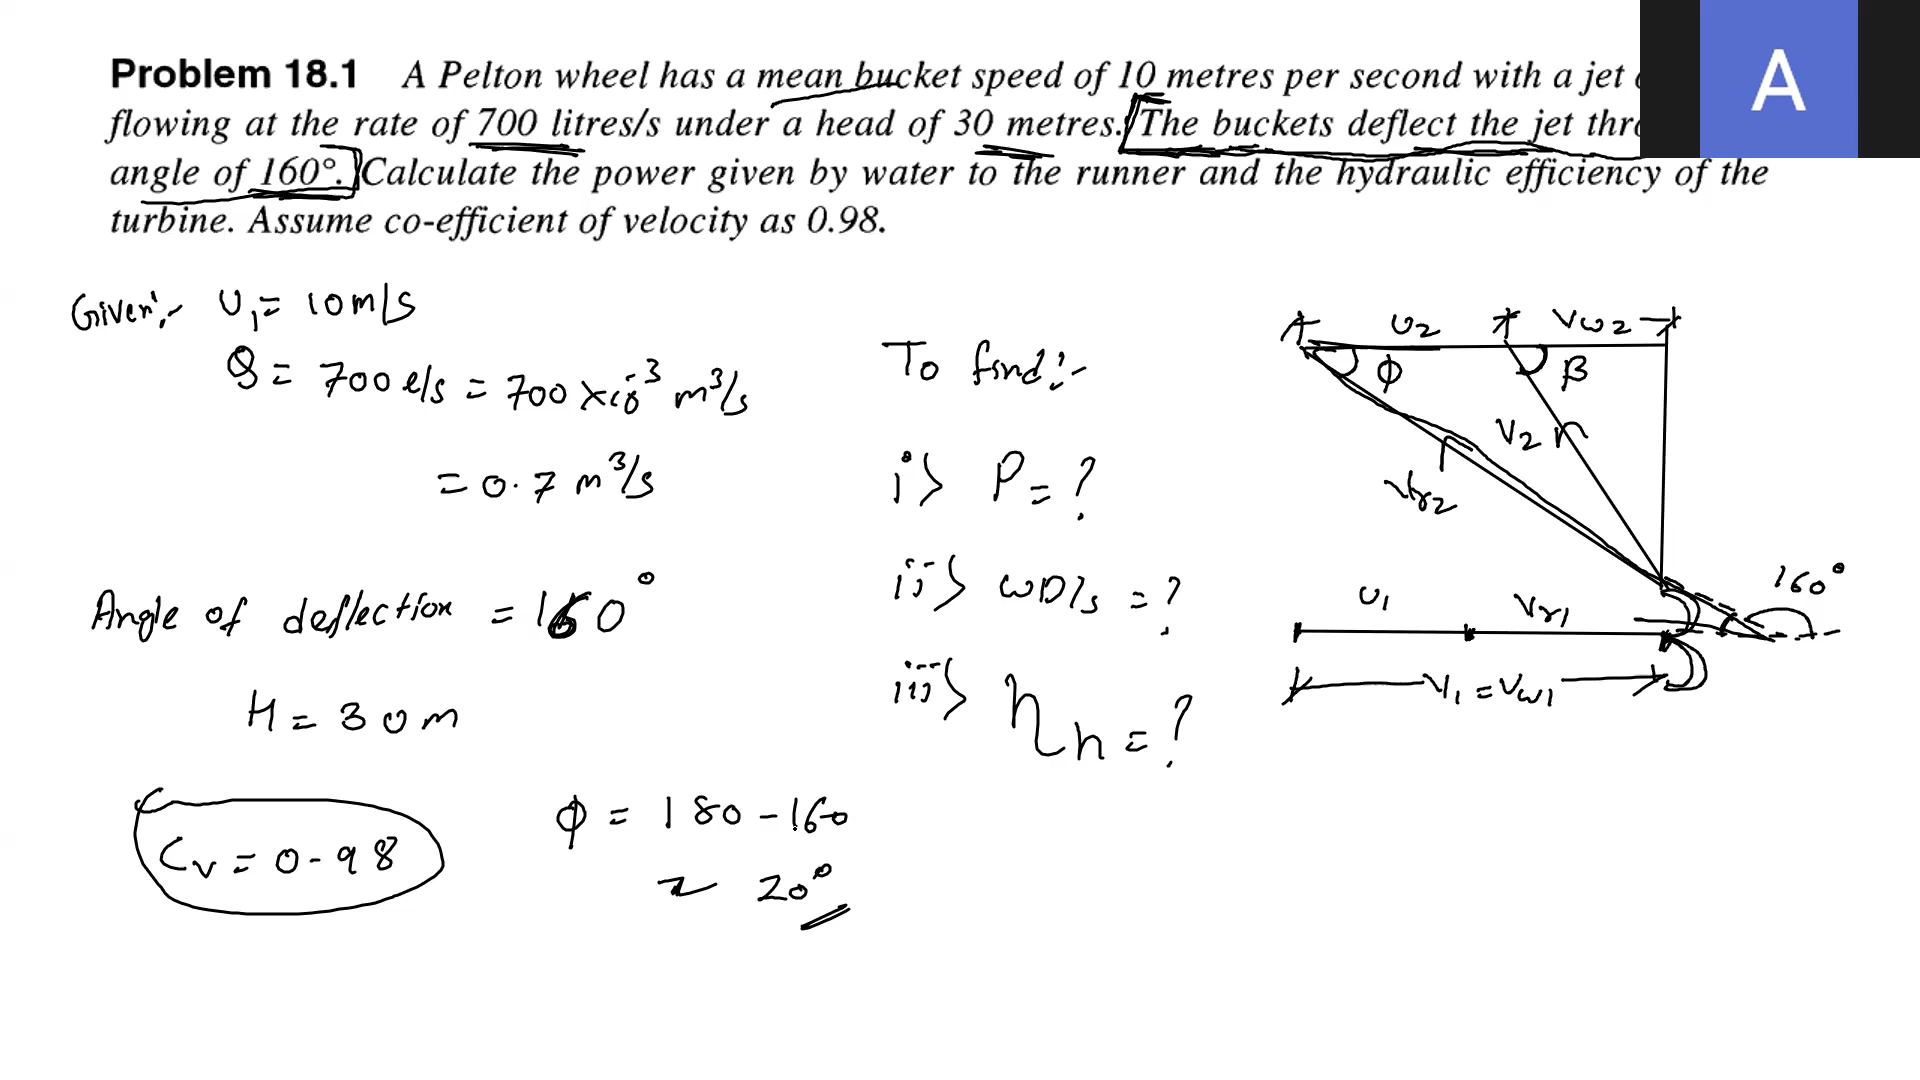 Problem 18.1 A Pelton wheel has a mean bucket speed of 10 metres per second with a jet
flowing at the rate of 700 litres/s under a head of 30 metres. The buckets deflect the jet
angle of 160°. Calculate the power given by water to the runner and the hydraulic efficiency of the
turbine. Assume co-efficient of velocity as 0.98.
A
Given:- U1 = 10 m/s
Q = 700 l/s = 700 × 10^-3 m³/s
= 0.7 m³/s
Angle of deflection = 160°
H = 30 m
Cv = 0.98
φ = 180 - 160
= 20°
To find:-
i> P = ?
ii> WD/s = ?
iii> ηh = ?
U2 Vw2
φ β
V2
Vr2
160°
U1 Vr1
V1 = Vw1